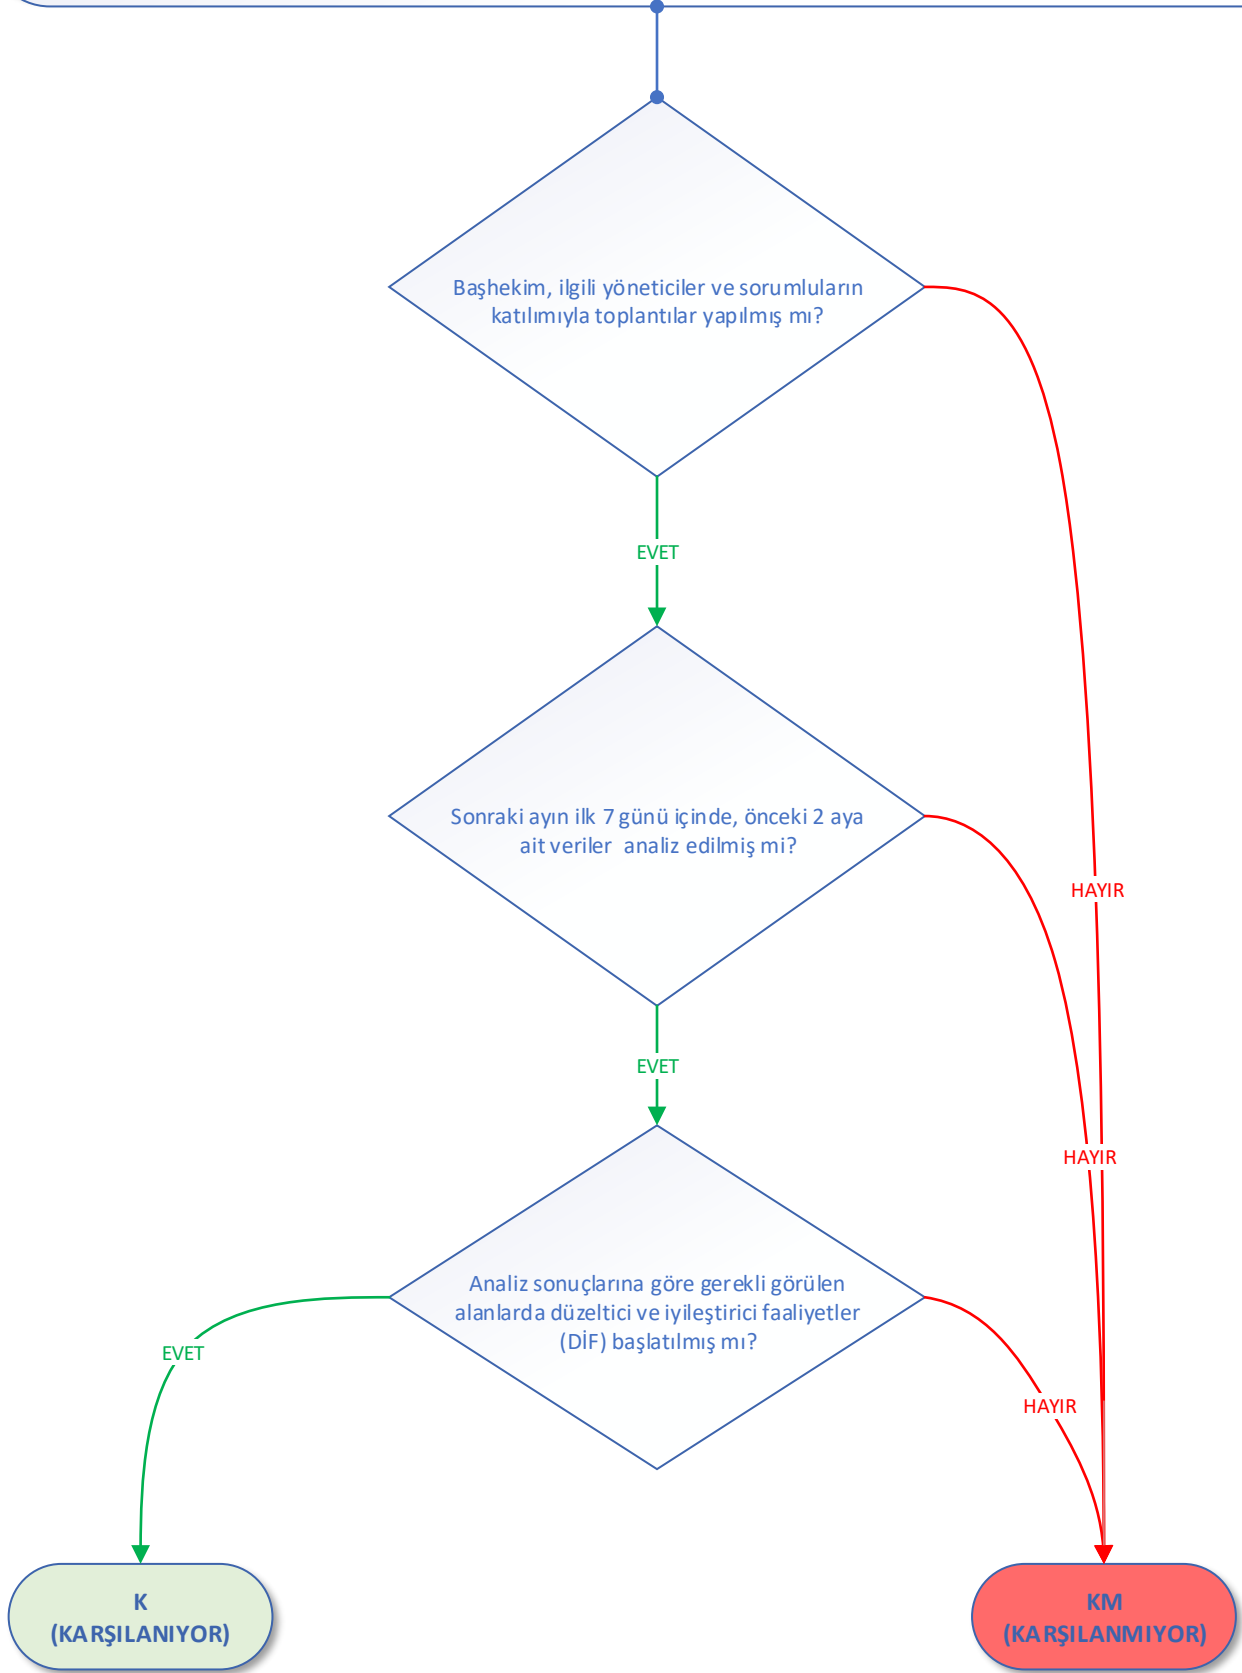 Başhekim, ilgili yöneticiler ve sorumluların
katılımıyla toplantılar yapılmış mı?
EVET
Sonraki ayın ilk 7 günü içinde, önceki 2 aya
ait veriler analiz edilmiş mi?
HAYIR
EVET
HAYIR
Analiz sonuçlarına göre gerekli görülen
alanlarda düzeltici ve iyileştirici faaliyetler
(DİF) başlatılmış mı?
EVET
HAYIR
K
(KARŞILANIYOR)
KM
(KARŞILANMIYOR)